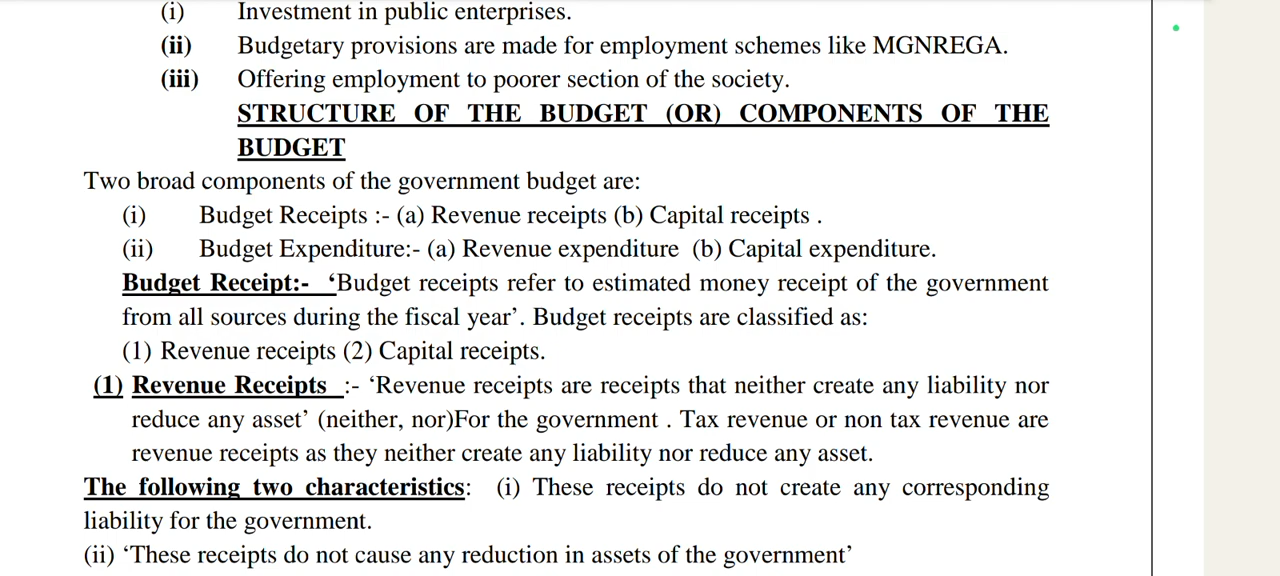 (i) Investment in public enterprises.
(ii) Budgetary provisions are made for employment schemes like MGNREGA.
(iii) Offering employment to poorer section of the society.
STRUCTURE OF THE BUDGET (OR) COMPONENTS OF THE
BUDGET
Two broad components of the government budget are:
(i) Budget Receipts :- (a) Revenue receipts (b) Capital receipts .
(ii) Budget Expenditure:- (a) Revenue expenditure (b) Capital expenditure.
Budget Receipt:- ‘Budget receipts refer to estimated money receipt of the government
from all sources during the fiscal year’. Budget receipts are classified as:
(1) Revenue receipts (2) Capital receipts.
(1) Revenue Receipts :- ‘Revenue receipts are receipts that neither create any liability nor
reduce any asset’ (neither, nor)For the government . Tax revenue or non tax revenue are
revenue receipts as they neither create any liability nor reduce any asset.
The following two characteristics: (i) These receipts do not create any corresponding
liability for the government.
(ii) ‘These receipts do not cause any reduction in assets of the government’